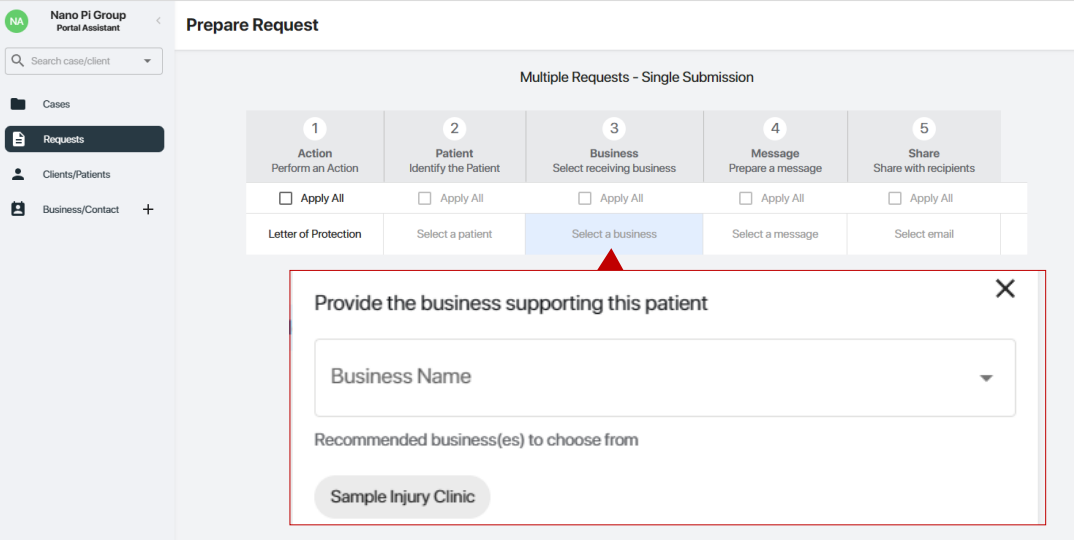 NA
Nano Pi Group
Portal Assistant
Search case/client
Cases
Requests
Clients/Patients
Business/Contact
Prepare Request
Multiple Requests - Single Submission
1 2 3 4 5
Action Patient Business Message Share
Perform an Action Identify the Patient Select receiving business Prepare a message Share with recipients
Apply All Apply All Apply All Apply All Apply All
Letter of Protection Select a patient Select a business Select a message Select email
Provide the business supporting this patient
Business Name
Recommended business(es) to choose from
Sample Injury Clinic